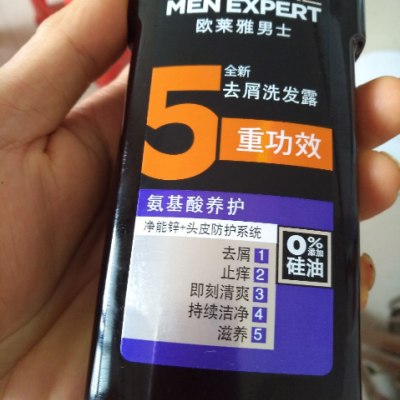 MEN EXPERT
欧莱雅男士
全新
去屑洗发露
5
重功效
氨基酸养护
净能锌+头皮防护系统
0%
添加
硅油
去屑 1
止痒 2
即刻清爽 3
持续洁净 4
滋养 5